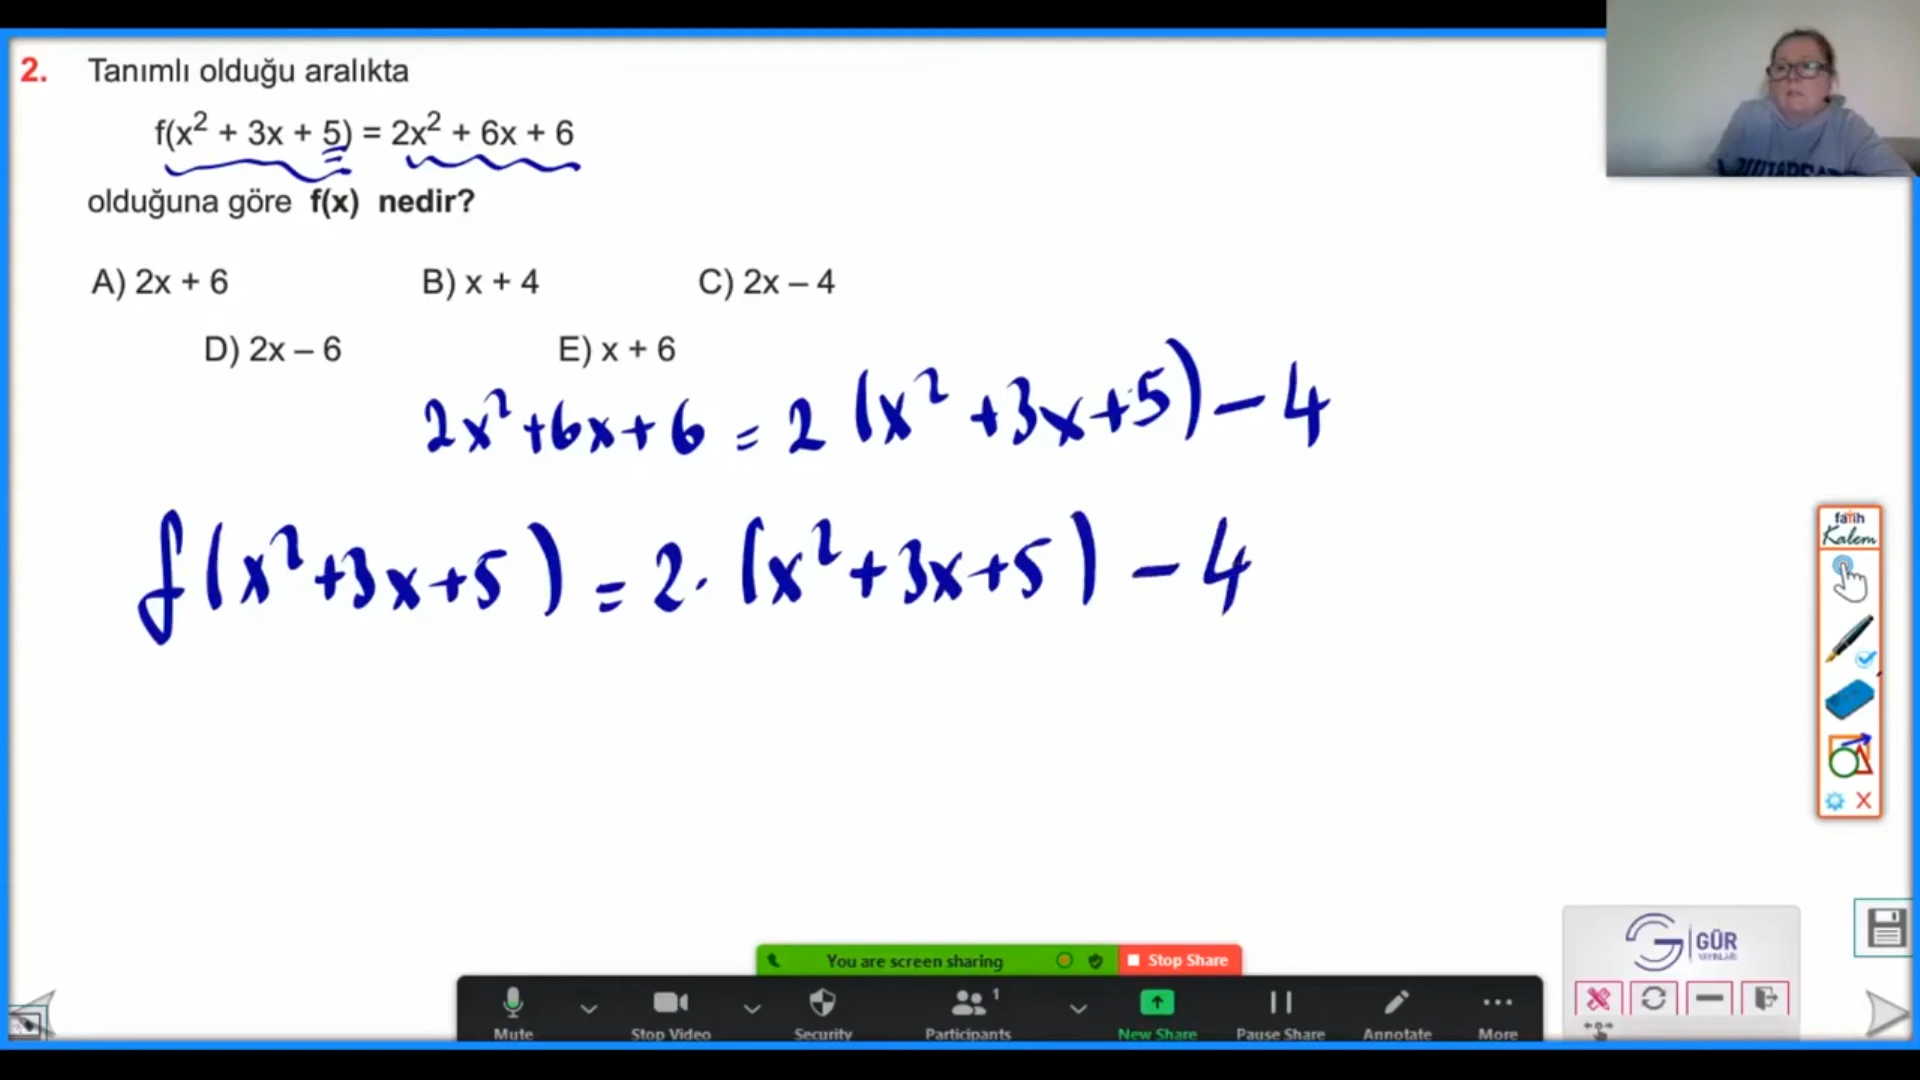 2. Tanımlı olduğu aralıkta
f(x² + 3x + 5) = 2x² + 6x + 6
olduğuna göre f(x) nedir?
A) 2x + 6 B) x + 4 C) 2x – 4
D) 2x – 6 E) x + 6
2x²+6x+6 = 2 (x²+3x+5) – 4
f(x²+3x+5) = 2. (x²+3x+5) – 4
fatih
Kalem
GÜR
YAYINLARI
You are screen sharing Stop Share
1
Mute Stop Video Security Participants New Share Pause Share Annotate More